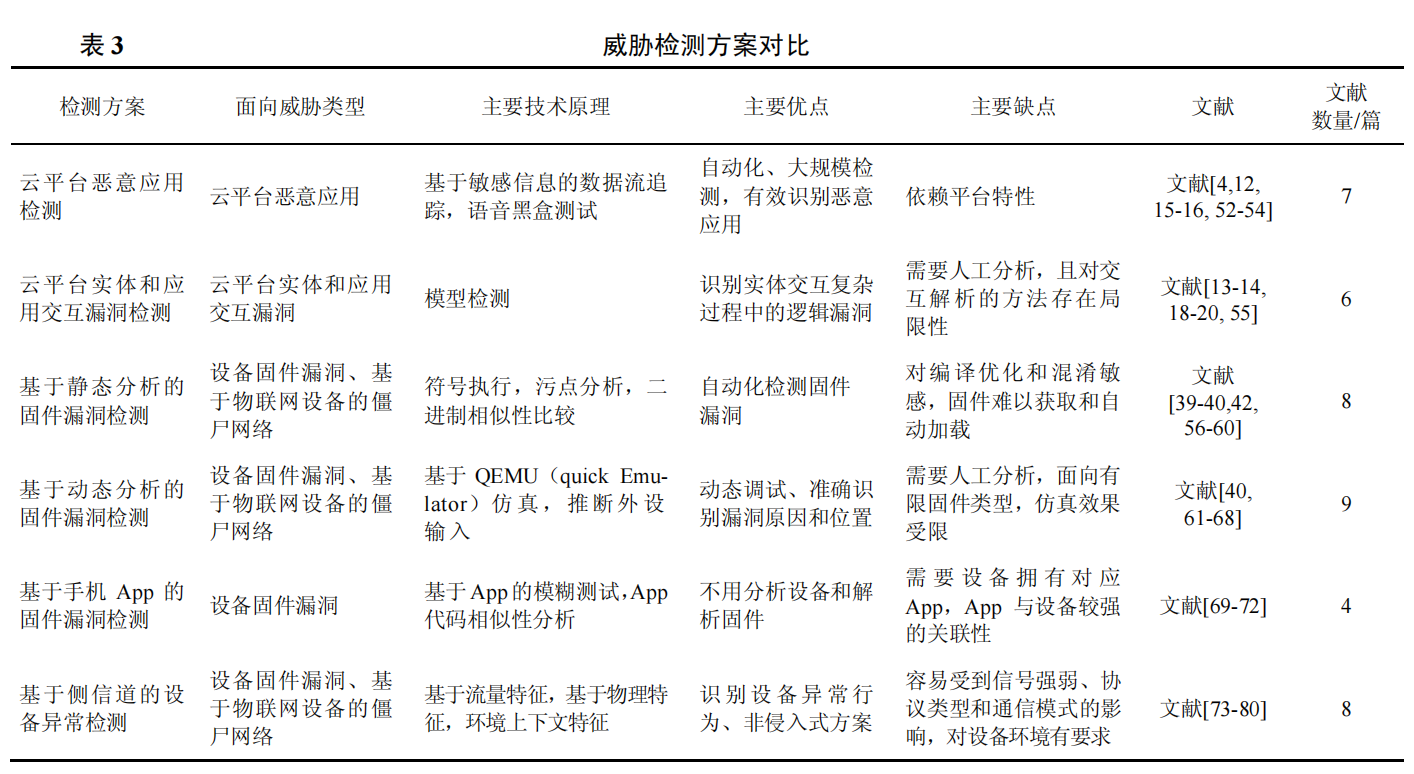 表 3 威胁检测方案对比
检测方案 面向威胁类型 主要技术原理 主要优点 主要缺点 文献 文献
数量/篇
云平台恶意应用
检测
云平台恶意应用
基于敏感信息的数据流追
踪，语音黑盒测试
自动化、大规模检
测，有效识别恶意
应用
依赖平台特性
文献[4,12,
15-16, 52-54]
7
云平台实体和应
用交互漏洞检测
云平台实体和应用
交互漏洞
模型检测
识别实体交互复杂
过程中的逻辑漏洞
需要人工分析，且对交
互解析的方法存在局
限性
文献[13-14,
18-20, 55]
6
基于静态分析的
固件漏洞检测
设备固件漏洞、基
于物联网设备的僵
尸网络
符号执行，污点分析，二
进制相似性比较
自动化检测固件
漏洞
对编译优化和混淆敏
感，固件难以获取和自
动加载
文献
[39-40,42,
56-60]
8
基于动态分析的
固件漏洞检测
设备固件漏洞、基
于物联网设备的僵
尸网络
基于 QEMU（quick Emu-
lator）仿真，推断外设
输入
动态调试、准确识
别漏洞原因和位置
需要人工分析，面向有
限固件类型，仿真效果
受限
文献[40,
61-68]
9
基于手机 App 的
固件漏洞检测
设备固件漏洞
基于App的模糊测试，App
代码相似性分析
不用分析设备和解
析固件
需要设备拥有对应
App，App 与设备较强
的关联性
文献[69-72]
4
基于侧信道的设
备异常检测
设备固件漏洞、基
于物联网设备的僵
尸网络
基于流量特征，基于物理特
征，环境上下文特征
识别设备异常行
为、非侵入式方案
容易受到信号强弱、协
议类型和通信模式的影
响，对设备环境有要求
文献[73-80]
8